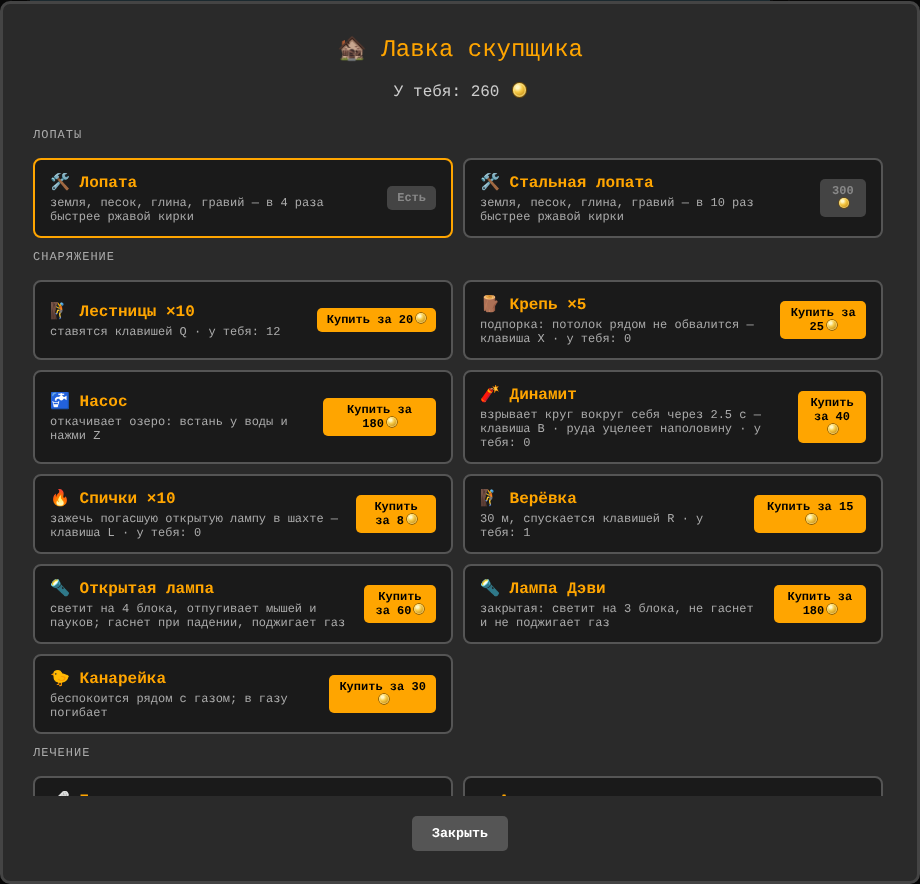 Лавка скупщика
У тебя: 260
ЛОПАТЫ
Лопата
земля, песок, глина, гравий — в 4 раза
быстрее ржавой кирки
Есть
Стальная лопата
земля, песок, глина, гравий — в 10 раз
быстрее ржавой кирки
300
СНАРЯЖЕНИЕ
Лестницы ×10
ставятся клавишей Q · у тебя: 12
Купить за 20
Крепь ×5
подпорка: потолок рядом не обвалится —
клавиша X · у тебя: 0
Купить за
25
Насос
откачивает озеро: встань у воды и
нажми Z
Купить за
180
Динамит
взрывает круг вокруг себя через 2.5 с —
клавиша B · руда уцелеет наполовину · у
тебя: 0
Купить
за 40
Спички ×10
зажечь погасшую открытую лампу в шахте —
клавиша L · у тебя: 0
Купить
за 8
Верёвка
30 м, спускается клавишей R · у
тебя: 1
Купить за 15
Открытая лампа
светит на 4 блока, отпугивает мышей и
пауков; гаснет при падении, поджигает газ
Купить
за 60
Лампа Дэви
закрытая: светит на 3 блока, не гаснет
и не поджигает газ
Купить за
180
Канарейка
беспокоится рядом с газом; в газу
погибает
Купить за 30
ЛЕЧЕНИЕ
Закрыть